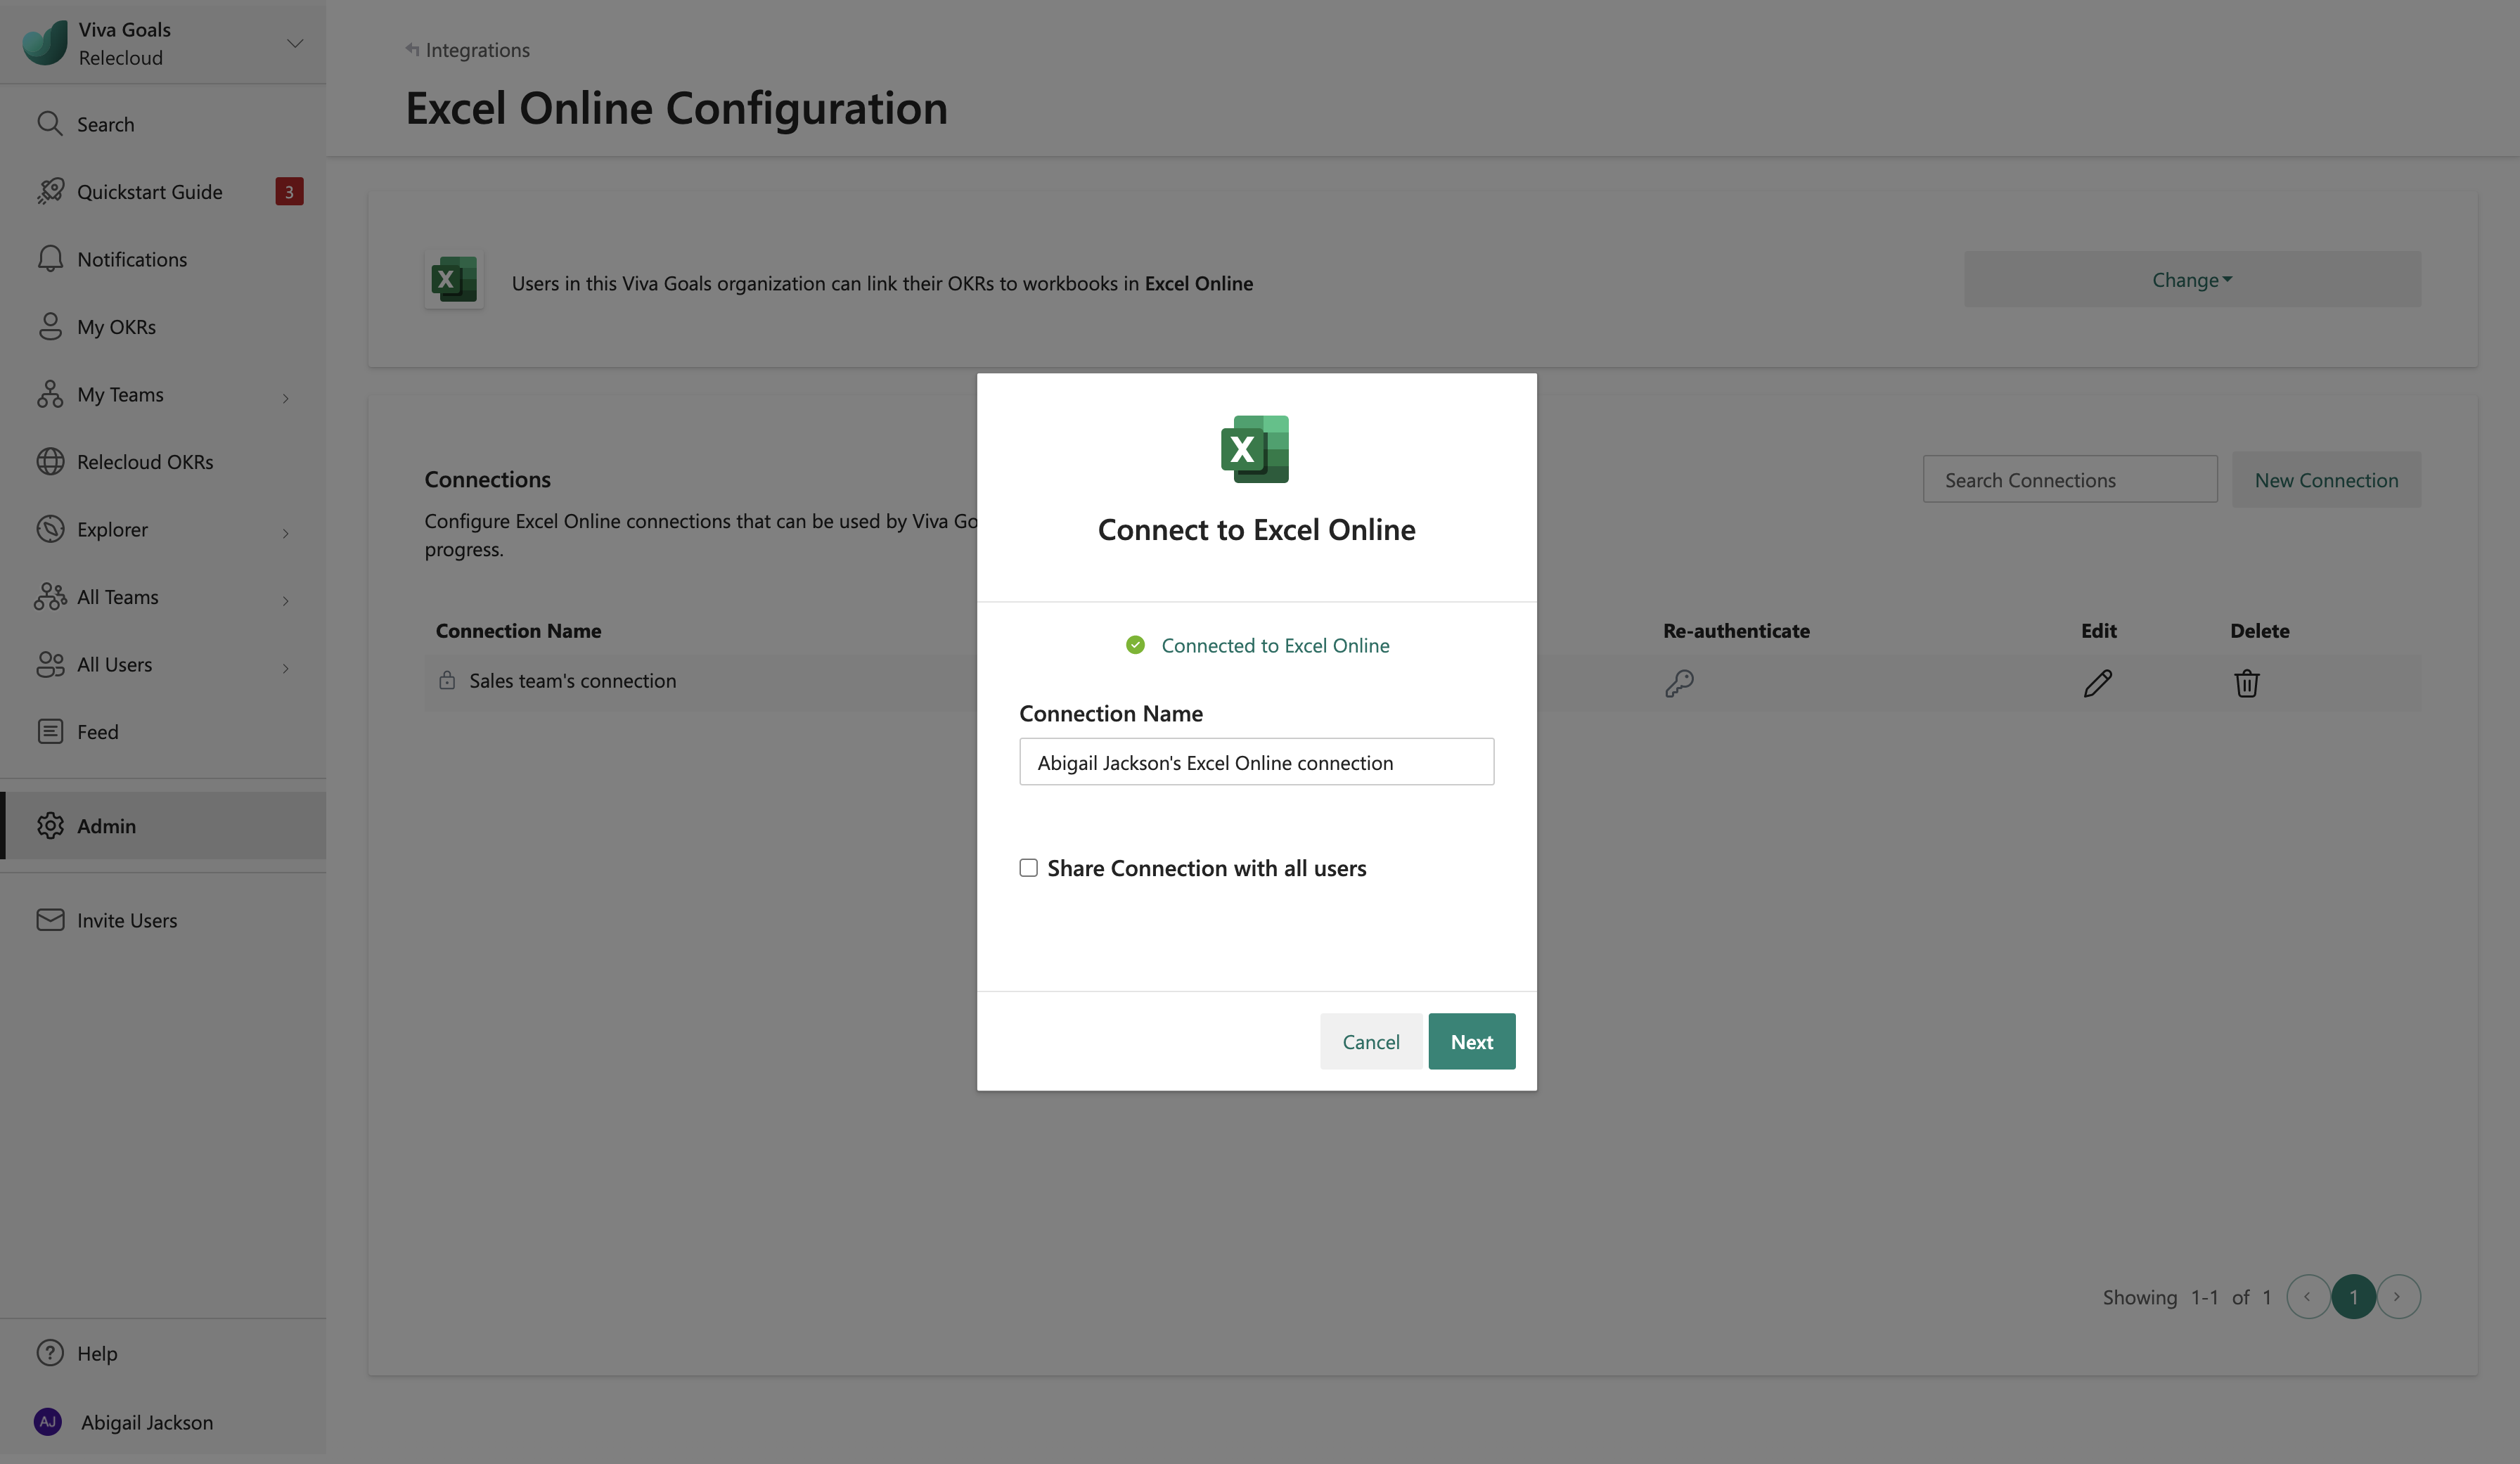 Viva Goals
Relecloud
Search
Quickstart Guide 3
Notifications
My OKRs
My Teams
Relecloud OKRs
Explorer
All Teams
All Users
Feed
Admin
Invite Users
Help
AJ Abigail Jackson
Integrations
Excel Online Configuration
X Users in this Viva Goals organization can link their OKRs to workbooks in Excel Online
Change
Connections
Configure Excel Online connections that can be used by Viva Go
progress.
Search Connections
New Connection
Connection Name Re-authenticate Edit Delete
Sales team's connection
Showing 1-1 of 1 1
X
Connect to Excel Online
Connected to Excel Online
Connection Name
Abigail Jackson's Excel Online connection
Share Connection with all users
Cancel Next